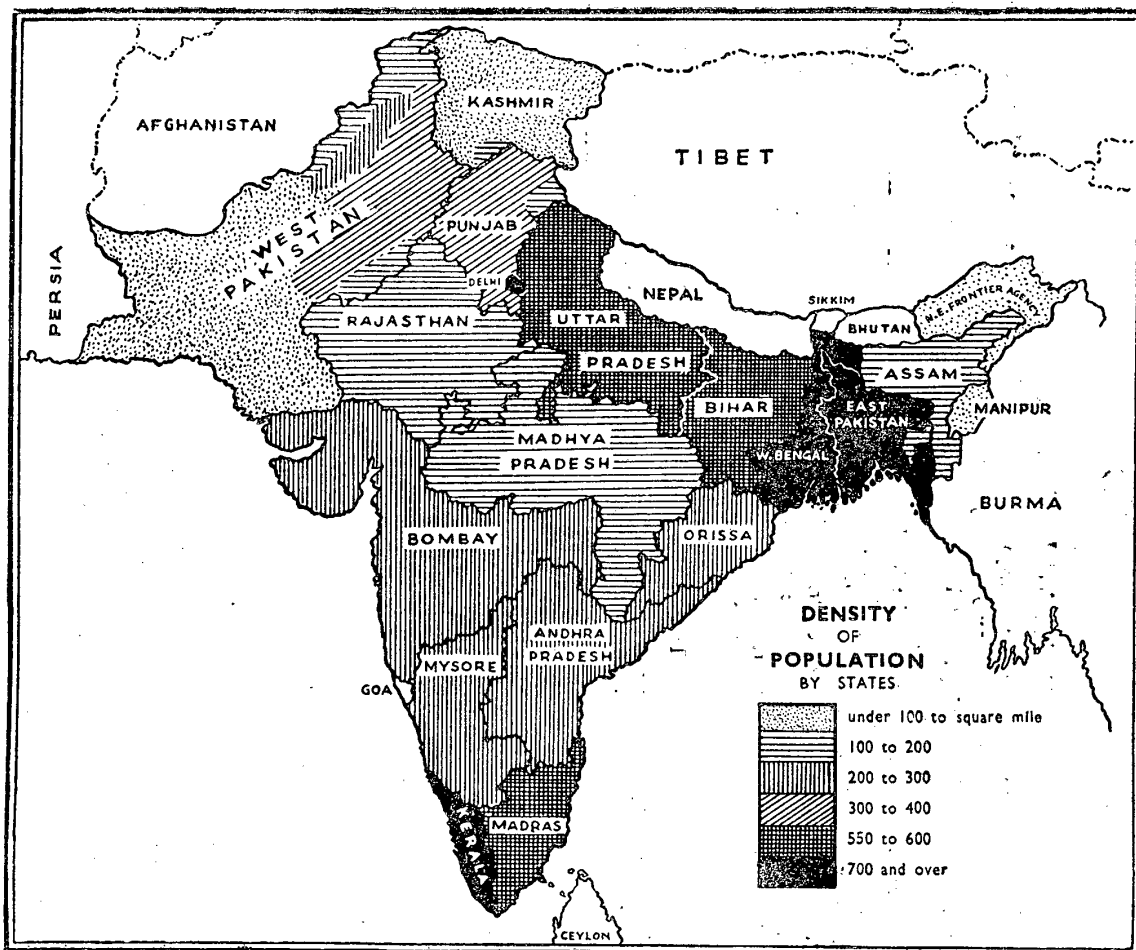 AFGHANISTAN
KASHMIR
TIBET
WEST
PAKISTAN
PUNJAB
PERSIA
DELHI
NEPAL
SIKKIM
BHUTAN
N.E. FRONTIER AGENCY
RAJASTHAN
UTTAR
PRADESH
ASSAM
BIHAR
EAST
PAKISTAN
MANIPUR
MADHYA
PRADESH
W. BENGAL
BURMA
BOMBAY
ORISSA
ANDHRA
PRADESH
MYSORE
GOA
KERALA
MADRAS
CEYLON
DENSITY
OF
POPULATION
BY STATES
under 100 to square mile
100 to 200
200 to 300
300 to 400
550 to 600
700 and over